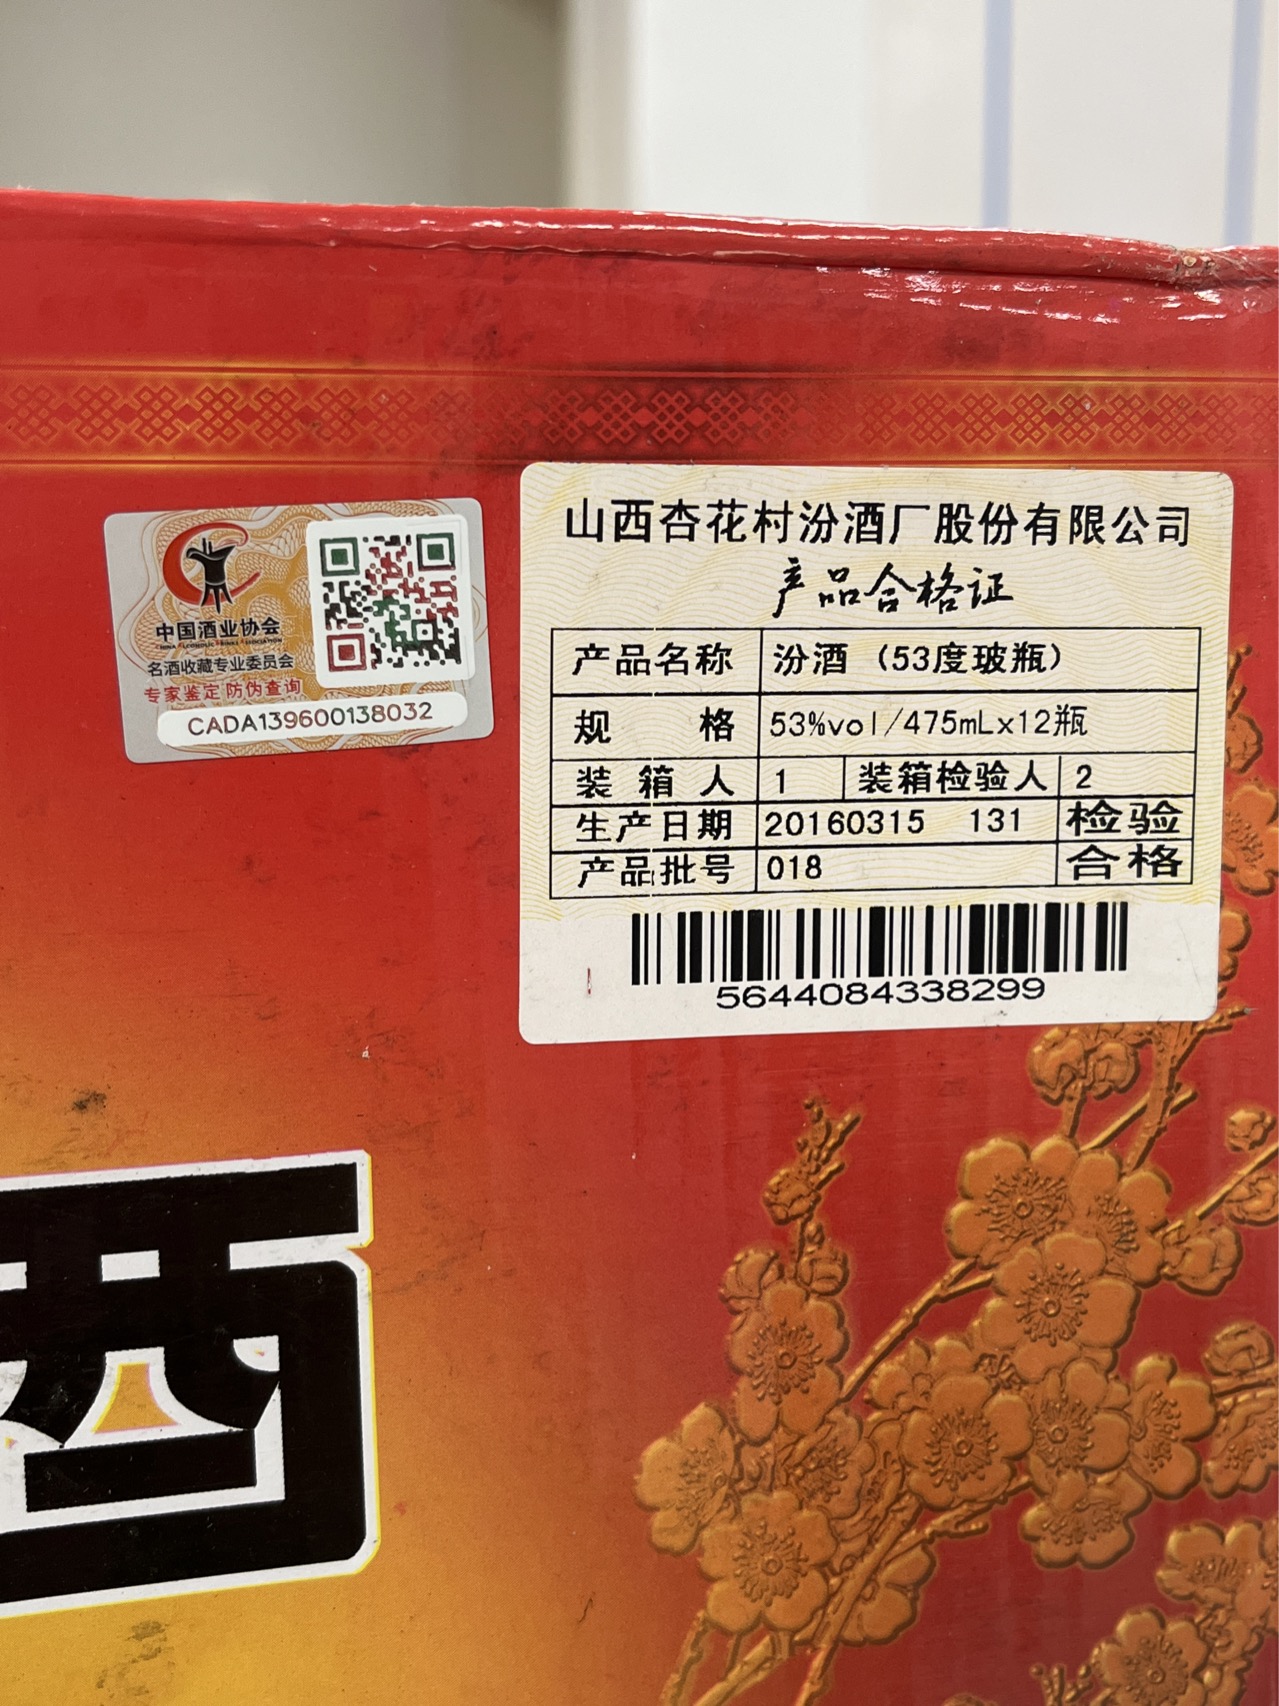 中国酒业协会
CHINA ALCOHOLIC DRINKS ASSOCIATION
名酒收藏专业委员会
专家鉴定 防伪查询
CADA139600138032
山西杏花村汾酒厂股份有限公司
产品合格证
产品名称 汾酒（53度玻瓶）
规 格 53%vol/475mLx12瓶
装 箱 人 1 装箱检验人 2
生产日期 20160315 131 检验
产品批号 018 合格
5644084338299